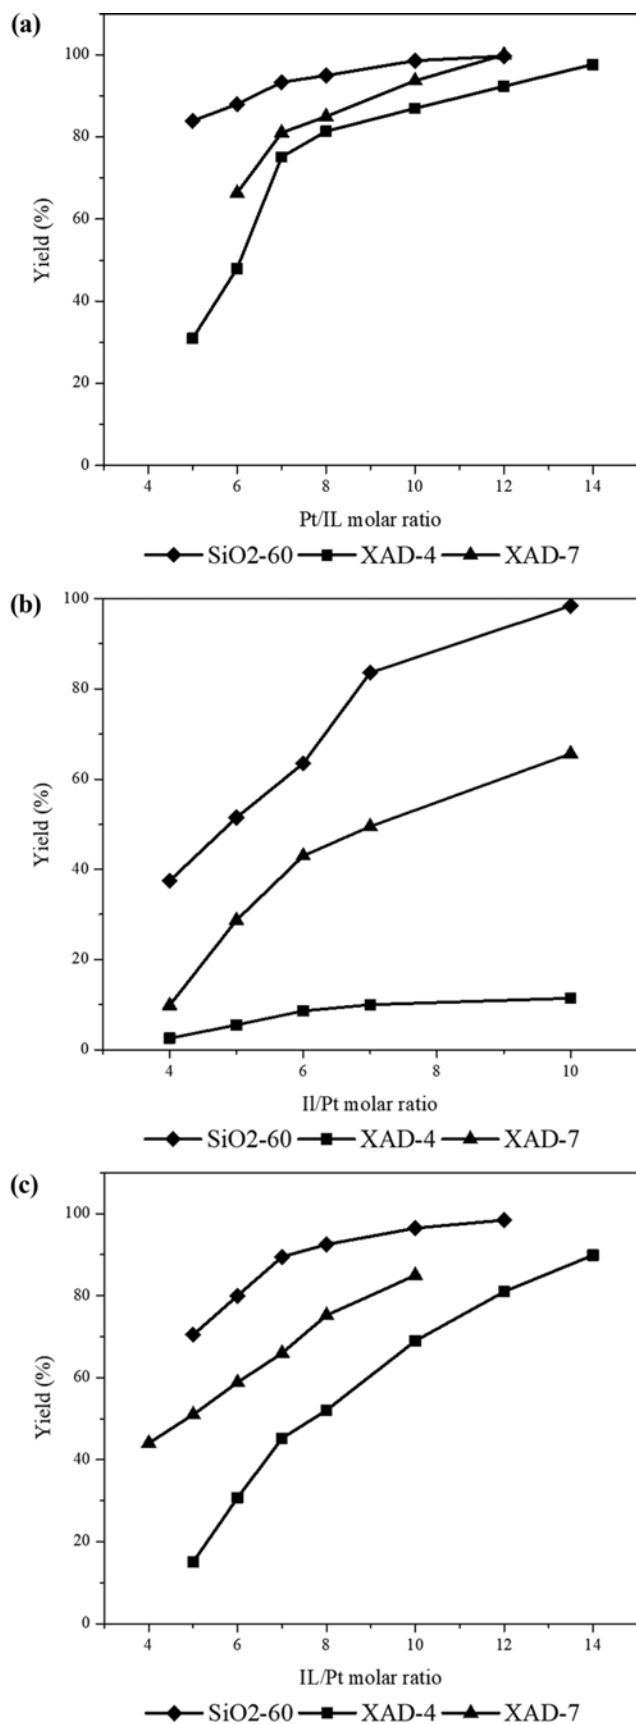 (a)
100
80
60
40
20
0
Yield (%)
4 6 8 10 12 14
Pt/IL molar ratio
SiO2-60 XAD-4 XAD-7
(b)
100
80
60
40
20
0
Yield (%)
4 6 8 10
Il/Pt molar ratio
SiO2-60 XAD-4 XAD-7
(c)
100
80
60
40
20
0
Yield (%)
4 6 8 10 12 14
IL/Pt molar ratio
SiO2-60 XAD-4 XAD-7